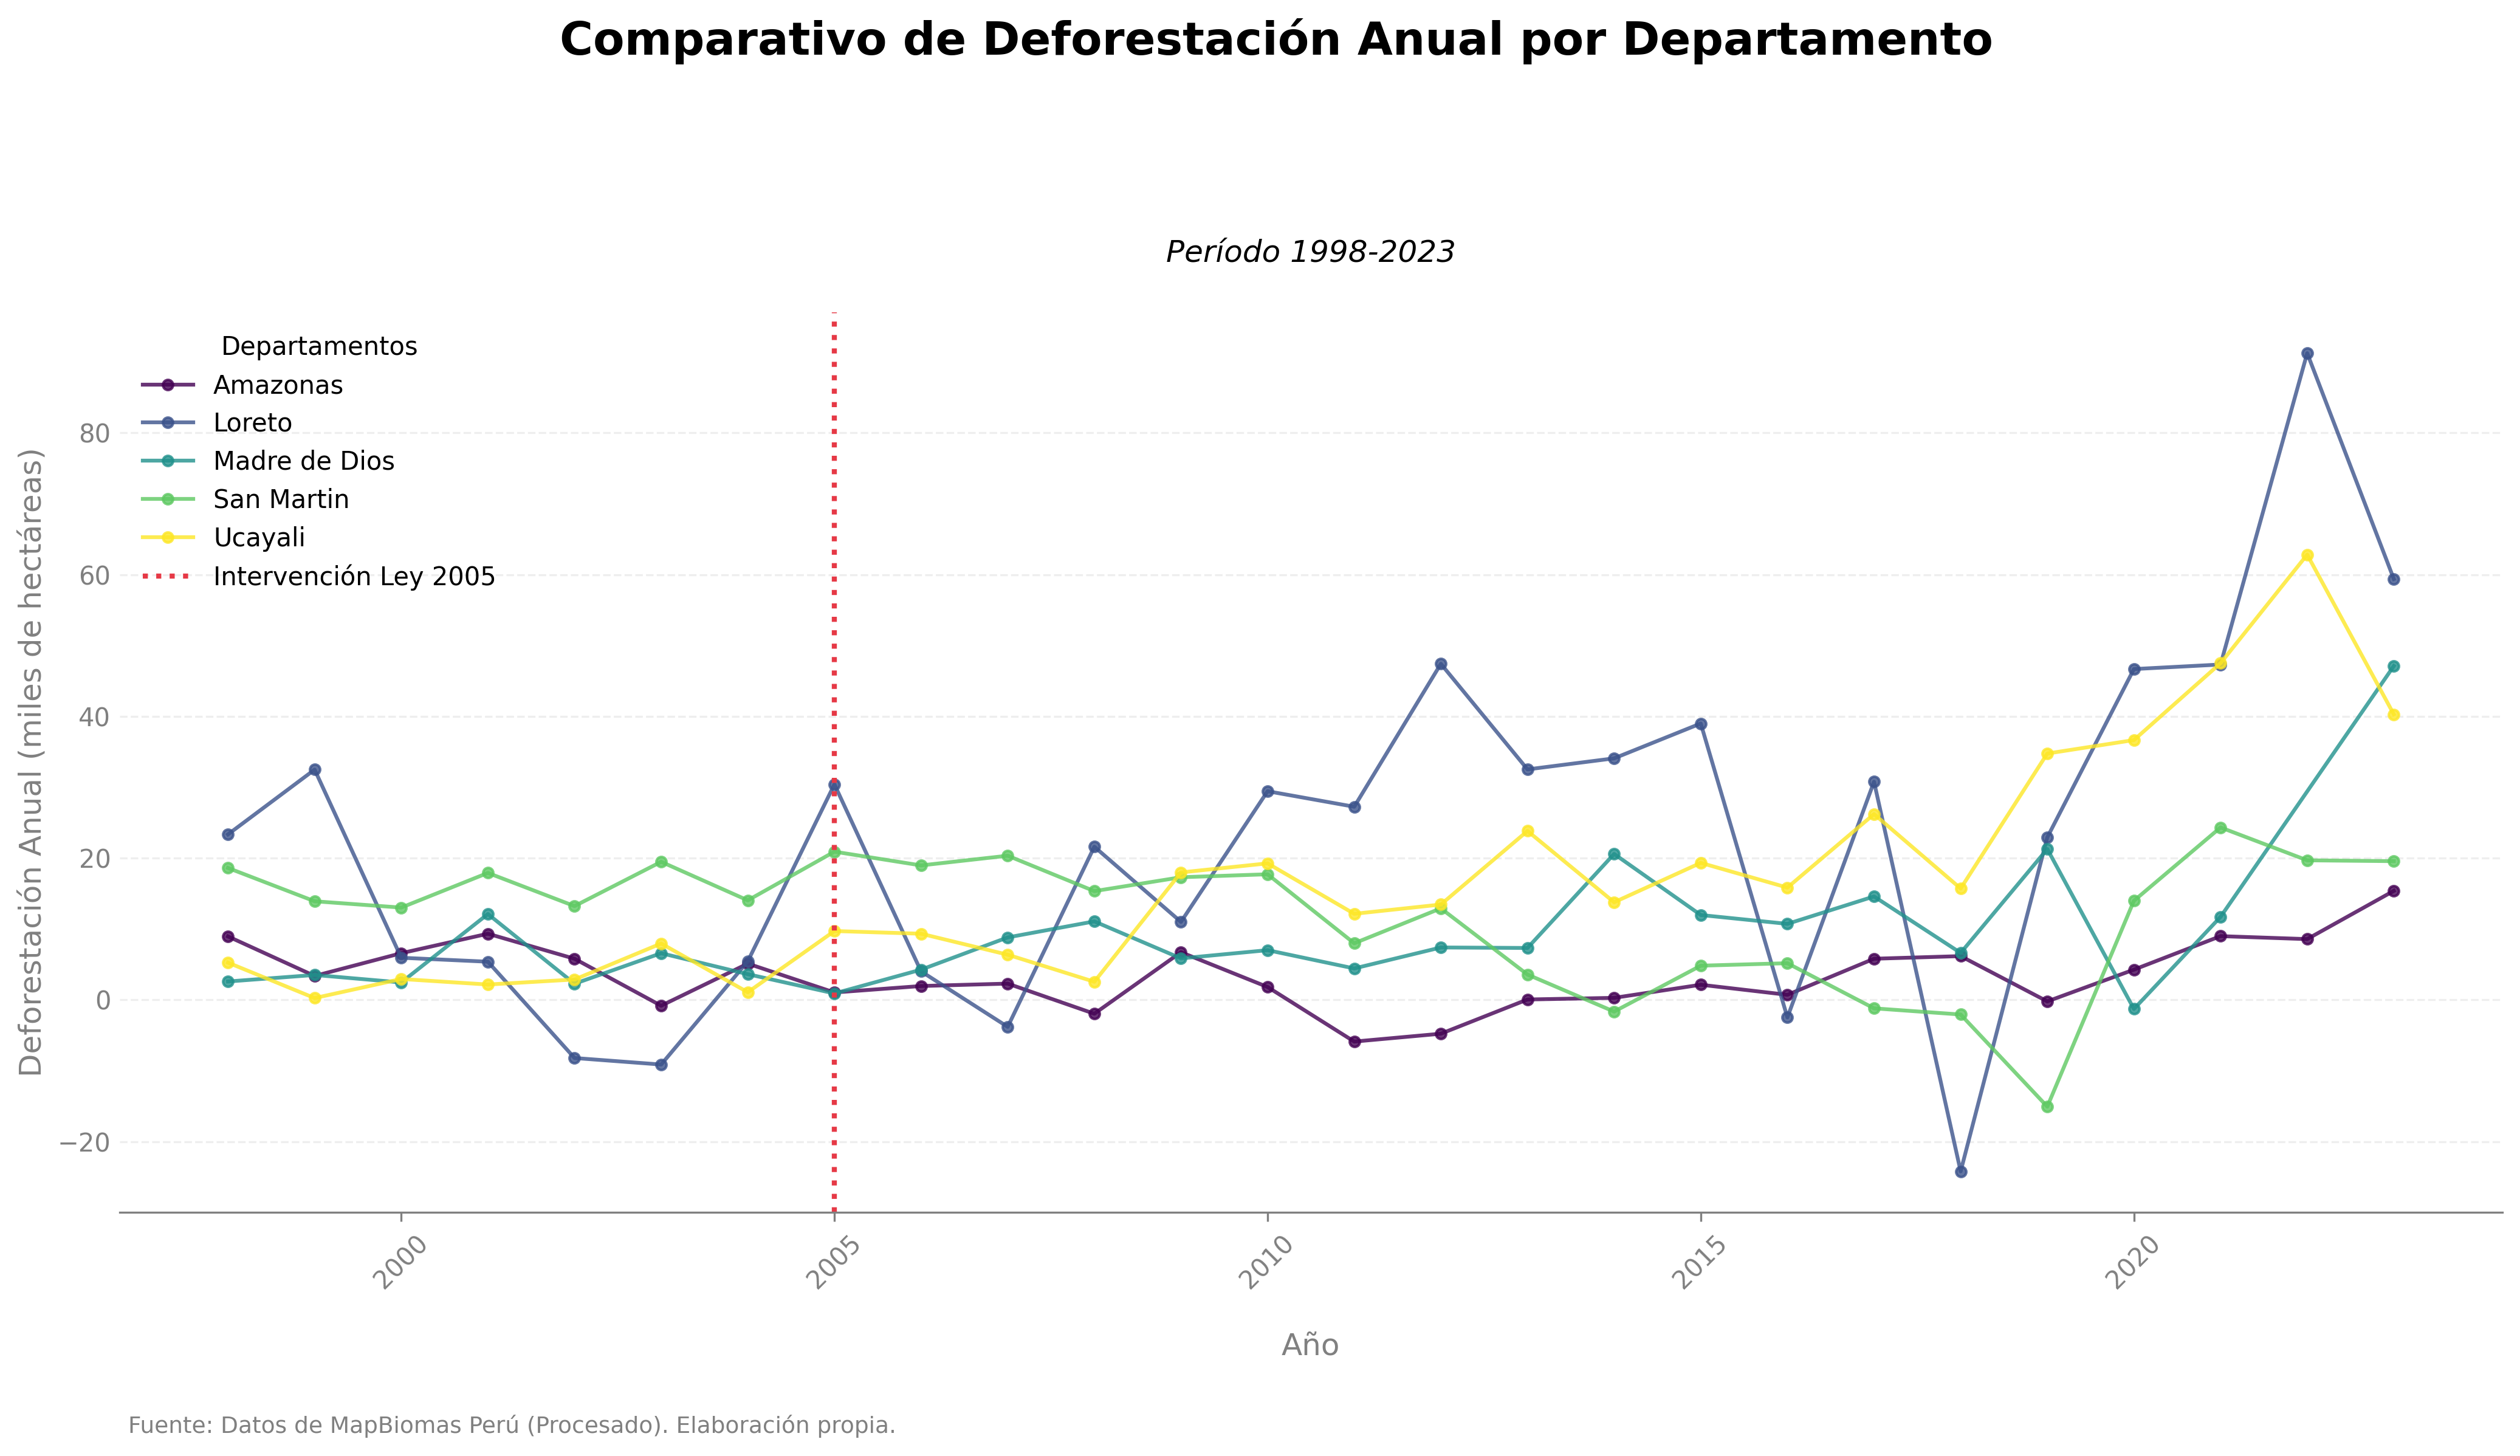 Comparativo de Deforestación Anual por Departamento
Período 1998-2023
Departamentos
Amazonas
Loreto
Madre de Dios
San Martin
Ucayali
Intervención Ley 2005
Deforestación Anual (miles de hectáreas)
80
60
40
20
0
−20
2000
2005
2010
2015
2020
Año
Fuente: Datos de MapBiomas Perú (Procesado). Elaboración propia.